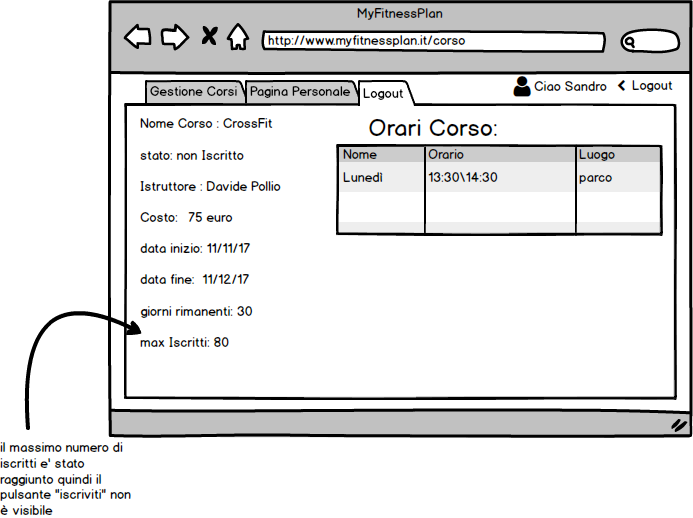 MyFitnessPlan
http://www.myfitnessplan.it/corso
Ciao Sandro
Logout
Gestione Corsi
Pagina Personale
Logout
Nome Corso : CrossFit
stato: non Iscritto
Istruttore : Davide Pollio
Costo: 75 euro
data inizio: 11/11/17
data fine: 11/12/17
giorni rimanenti: 30
max Iscritti: 80
Orari Corso:
Nome Orario Luogo
Lunedì 13:30\14:30 parco
il massimo numero di
iscritti e' stato
raggiunto quindi il
pulsante "iscriviti" non
è visibile